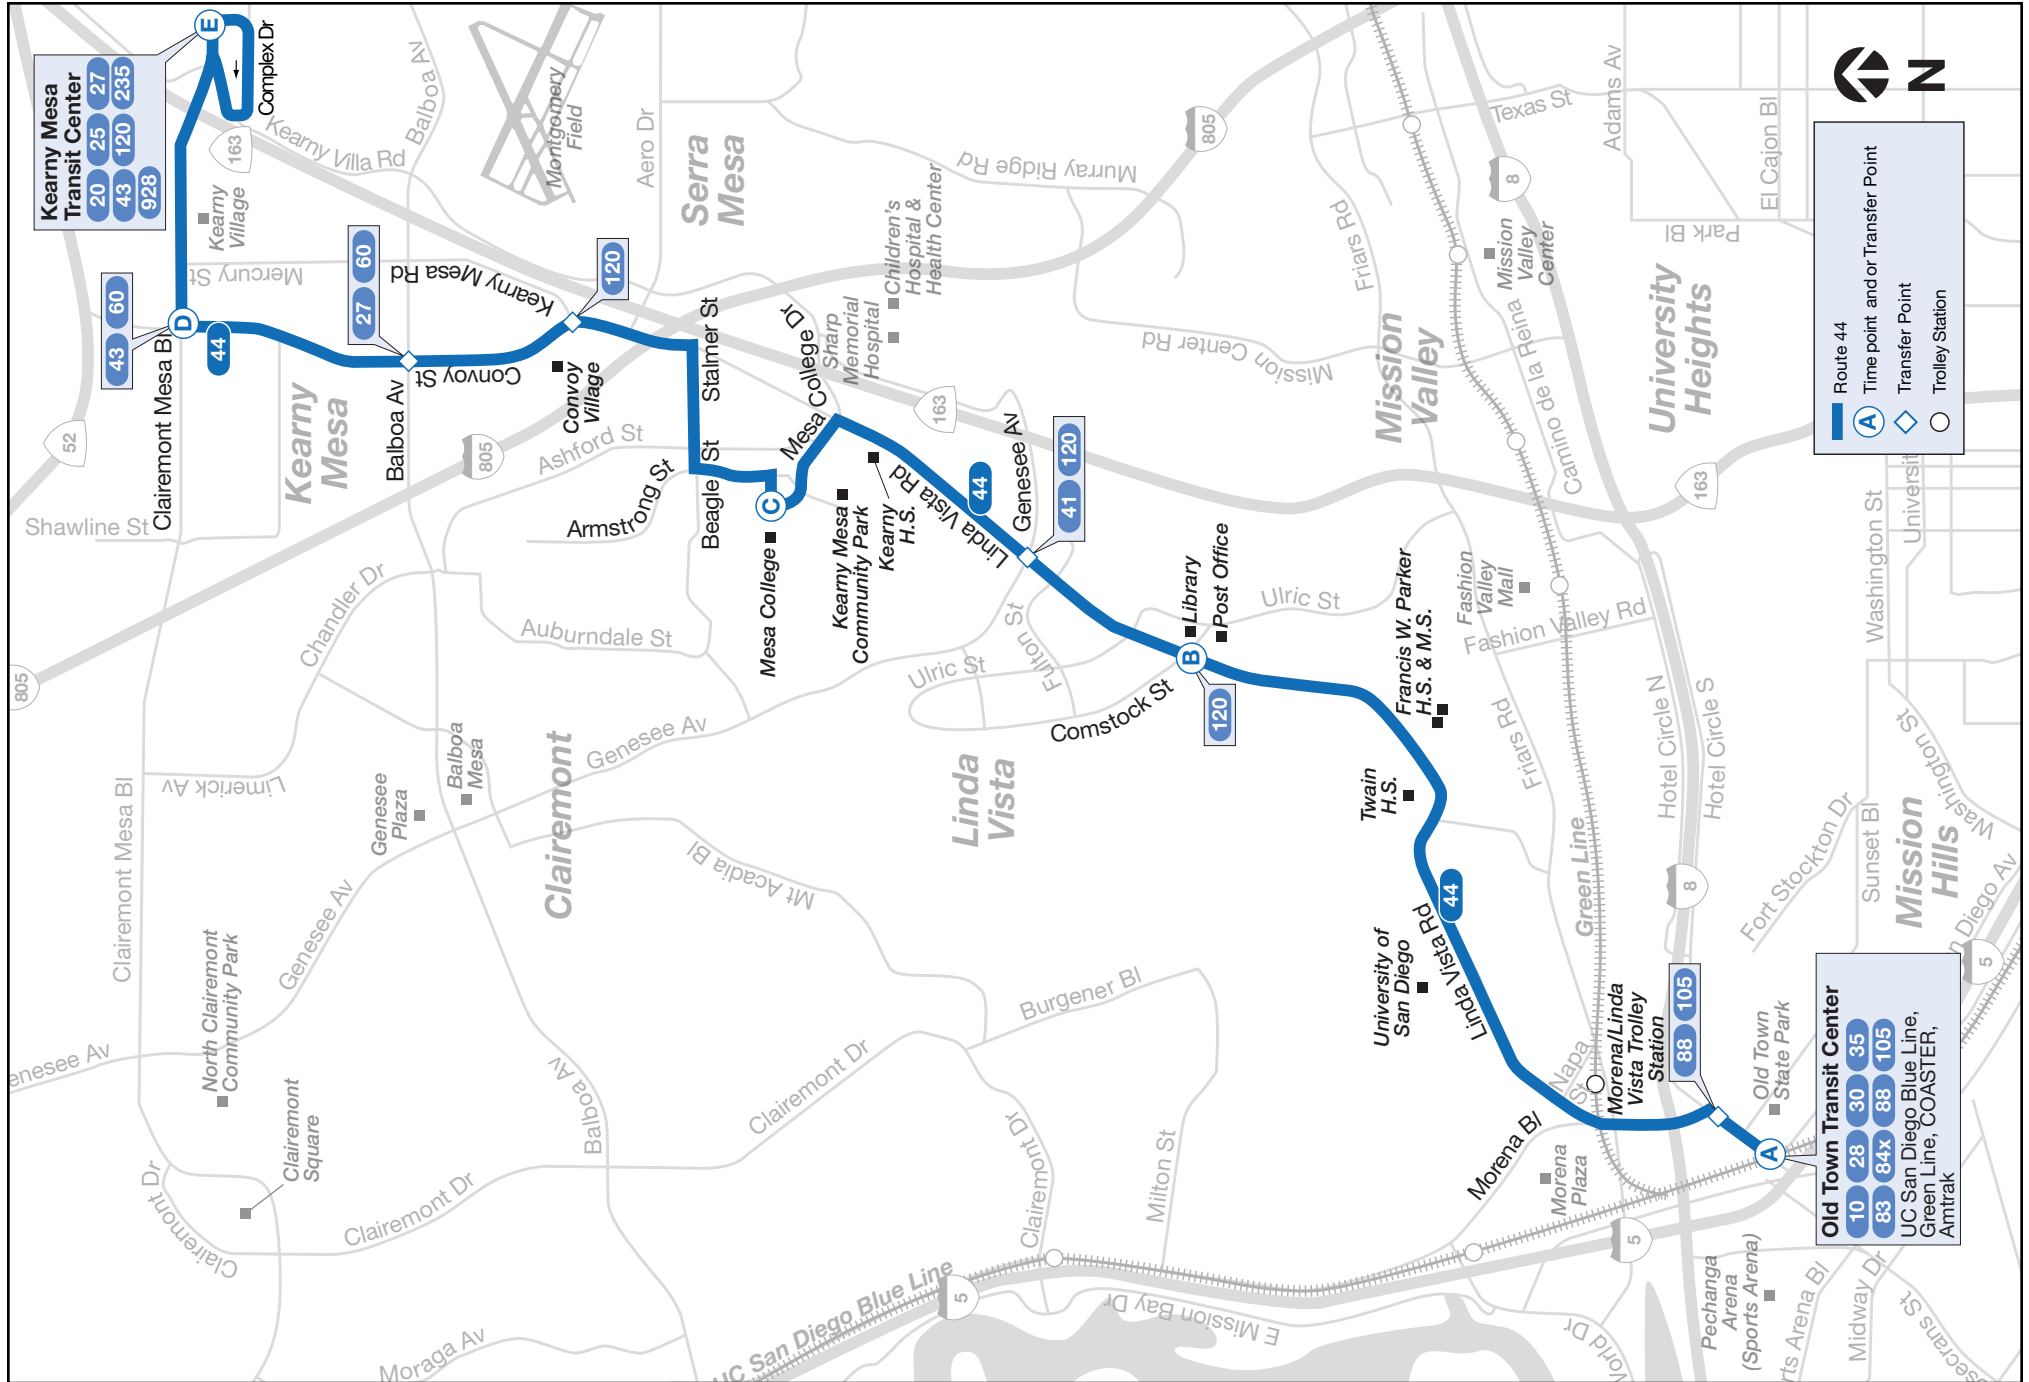 Kearny Mesa
Transit Center
20 25 27
43 120 235
928
E
Complex Dr
Kearny Villa Rd
163
Balboa Av
Montgomery
Field
Aero Dr
Serra
Mesa
Murray Ridge Rd
805
Texas St
Adams Av
El Cajon Bl
Park Bl
8
Friars Rd
Mission
Valley
Center
University
Heights
Kearny
Village
Mercury St
43 60
D
44
Clairemont Mesa Bl
27 60
Kearny Mesa Rd
120
Children's
Hospital &
Health Center
Sharp
Memorial
Hospital
Mission Center Rd
Mission
Valley
Camino de la Reina
52
Kearny
Mesa
Balboa Av
Convoy St
Convoy
Village
Stalmer St
Mesa College Dr
163
805
Ashford St
Armstrong St
Beagle St
C
Mesa College
Kearny Mesa
Community Park
Kearny
H.S.
Linda Vista Rd
44
Genesee Av
41 120
163
Shawline St
Chandler Dr
Auburndale St
Ulric St
Fulton St
Library
Post Office
B
120
Comstock St
Ulric St
Francis W. Parker
H.S. & M.S.
Fashion
Valley
Mall
Fashion Valley Rd
Friars Rd
Hotel Circle N
Hotel Circle S
Washington St
Universit
Washington St
805
Limerick Av
Clairemont Mesa Bl
Genesee
Plaza
Balboa
Mesa
Clairemont
Genesee Av
Mt Acadia Bl
Linda
Vista
Twain
H.S.
Green Line
8
Fort Stockton Dr
Sunset Bl
Mission
Hills
n Diego Av
5
Genesee Av
enesee Av
North Clairemont
Community Park
Clairemont
Square
Clairemont Dr
Clairemont Dr
Clairemont Dr
Balboa Av
Burgener Bl
Clairemont Dr
Milton St
University of
San Diego
Linda Vista Rd
44
Napa
St
Morena/Linda
Vista Trolley
Station
88 105
Old Town
State Park
A
Morena Bl
Morena
Plaza
5
Old Town Transit Center
10 28 30 35
83 84x 88 105
UC San Diego Blue Line,
Green Line, COASTER,
Amtrak
Moraga Av
UC San Diego Blue Line
5
E Mission Bay Dr
World Dr
Pechanga
Arena
(Sports Arena)
rts Arena Bl
Midway Dr
secrans St
N
Route 44
A Time point and or Transfer Point
Transfer Point
Trolley Station